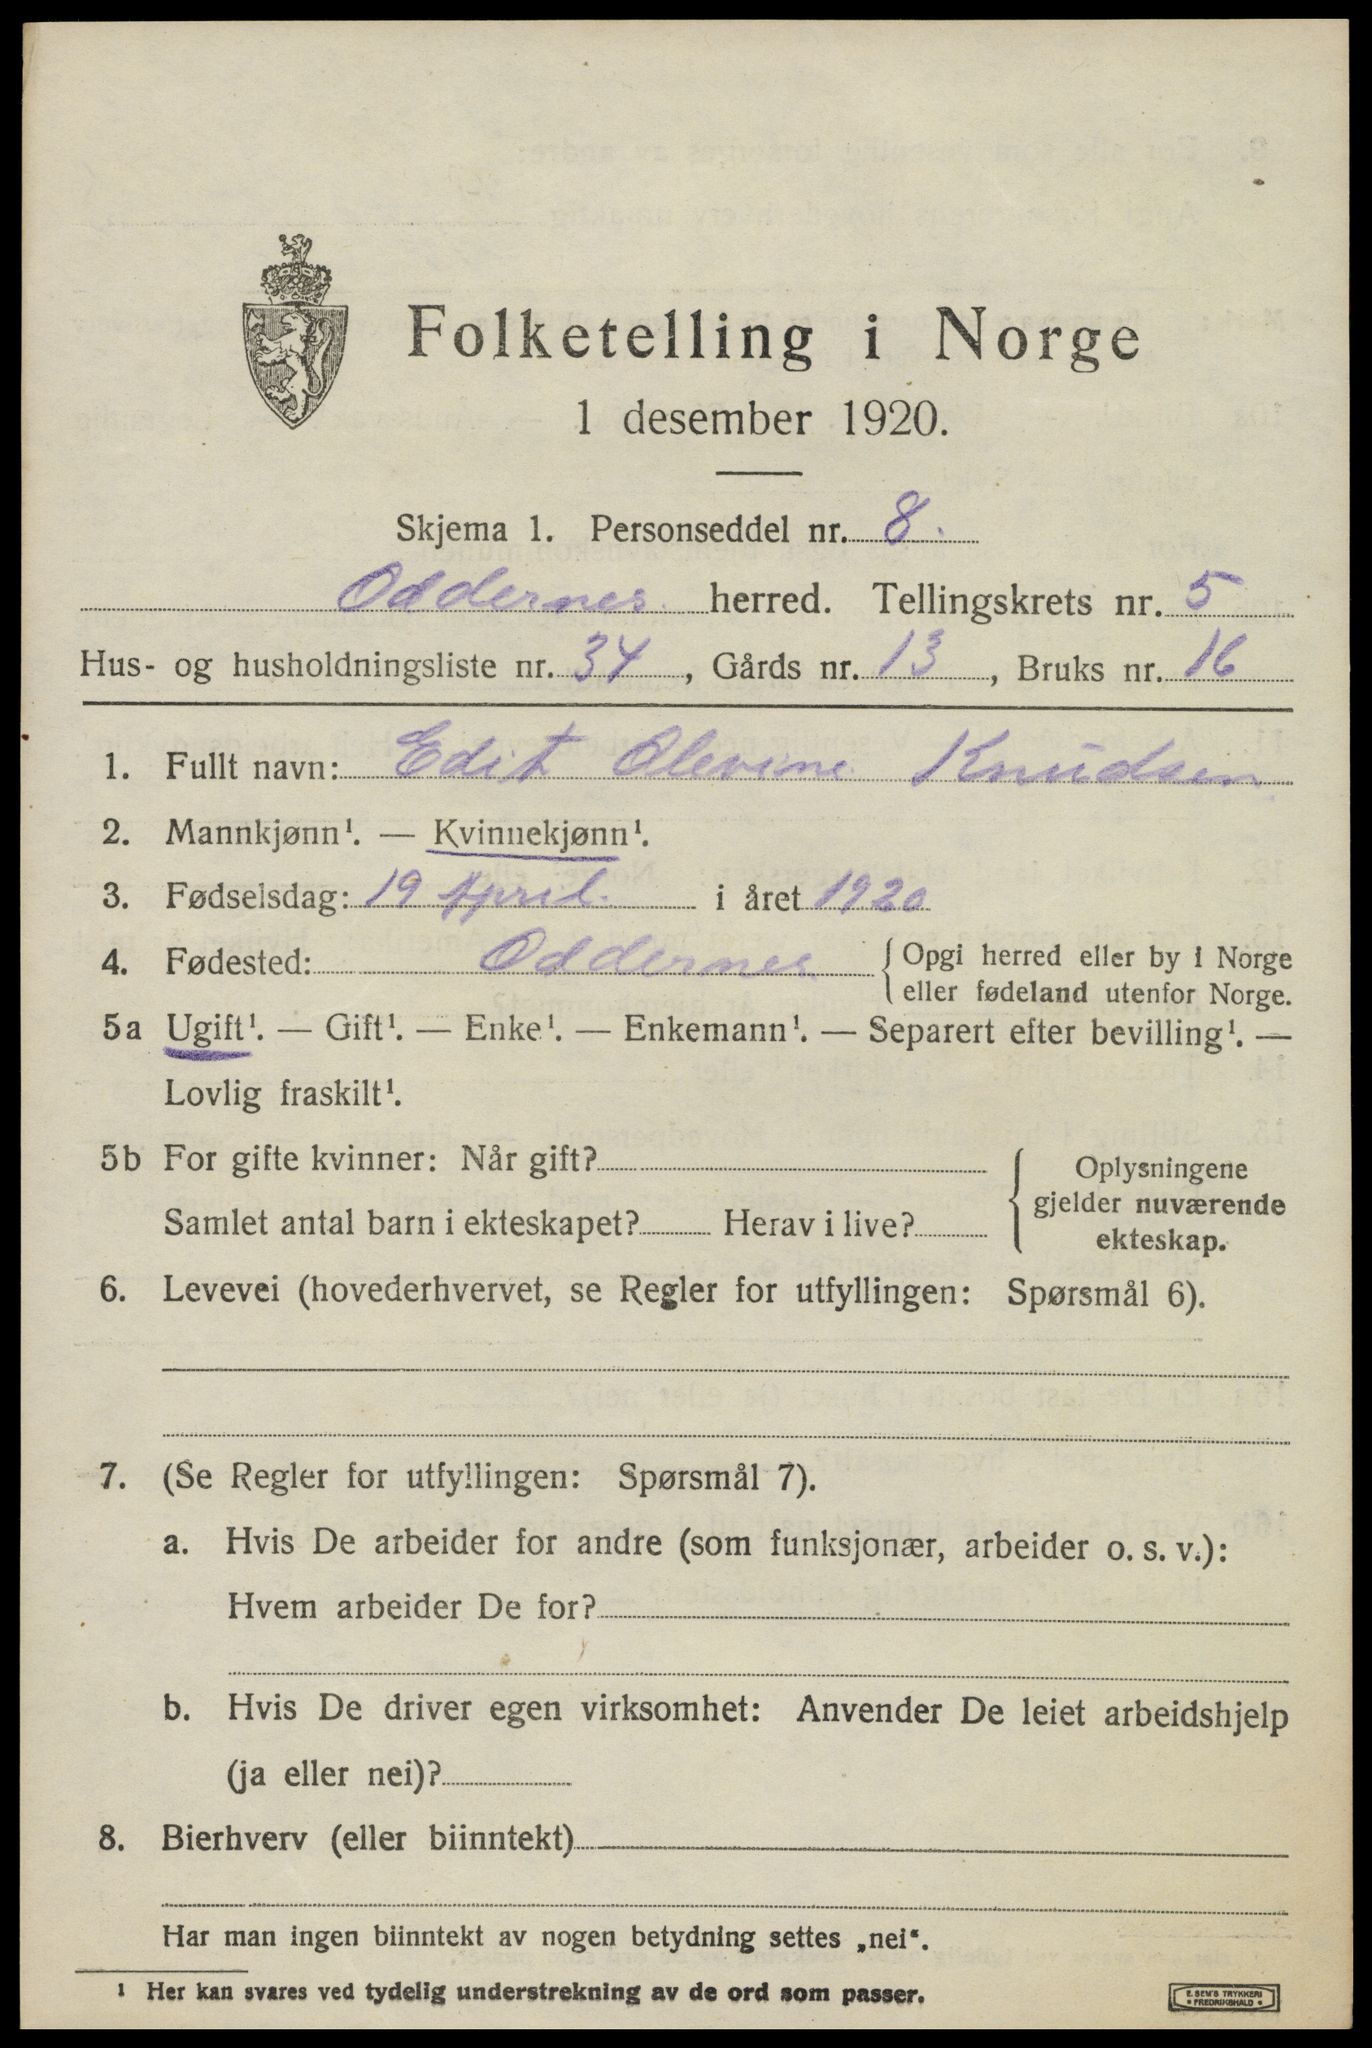 Folketelling i Norge
1 desember 1920.
Skjema 1. Personseddel nr. 8.
Oddernes herred. Tellingskrets nr. 5
Hus- og husholdningsliste nr. 34, Gårds nr. 13, Bruks nr. 16
1. Fullt navn: Edit Olevine Knudsen
2. Mannkjønn¹. — Kvinnekjønn¹.
3. Fødselsdag: 19 April. i året 1920
4. Fødested: Oddernes { Opgi herred eller by i Norge
eller fødeland utenfor Norge.
5a Ugift¹. — Gift¹. — Enke¹. — Enkemann¹. — Separert efter bevilling¹. —
Lovlig fraskilt¹.
5b For gifte kvinner: Når gift?
Samlet antal barn i ekteskapet? Herav i live?
{ Oplysningene
gjelder nuværende
ekteskap.
6. Levevei (hovederhvervet, se Regler for utfyllingen: Spørsmål 6).
7. (Se Regler for utfyllingen: Spørsmål 7).
a. Hvis De arbeider for andre (som funksjonær, arbeider o. s. v.):
Hvem arbeider De for?
b. Hvis De driver egen virksomhet: Anvender De leiet arbeidshjelp
(ja eller nei)?
8. Bierhverv (eller biinntekt)
Har man ingen biinntekt av nogen betydning settes „nei“.
¹ Her kan svares ved tydelig understrekning av de ord som passer.
E. SEM'S TRYKKERI
• FREDRIKSHALD •